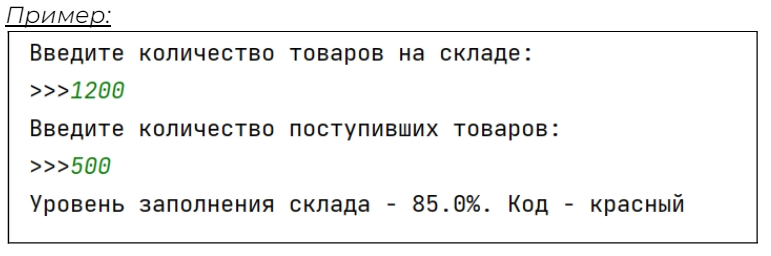 Пример:
Введите количество товаров на складе:
>>>1200
Введите количество поступивших товаров:
>>>500
Уровень заполнения склада - 85.0%. Код - красный